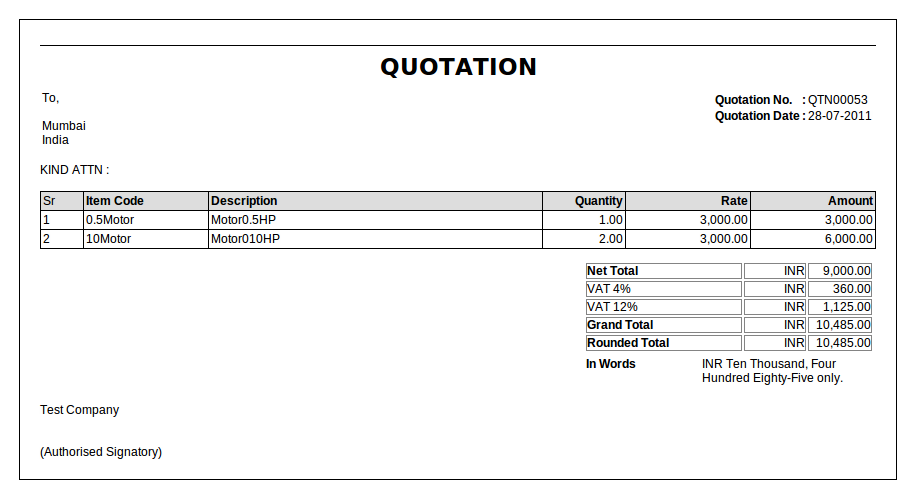 QUOTATION
To,
Quotation No. : QTN00053
Quotation Date : 28-07-2011
Mumbai
India
KIND ATTN :
Sr Item Code Description Quantity Rate Amount
1 0.5Motor Motor0.5HP 1.00 3,000.00 3,000.00
2 10Motor Motor010HP 2.00 3,000.00 6,000.00
Net Total INR 9,000.00
VAT 4% INR 360.00
VAT 12% INR 1,125.00
Grand Total INR 10,485.00
Rounded Total INR 10,485.00
In Words INR Ten Thousand, Four
Hundred Eighty-Five only.
Test Company
(Authorised Signatory)